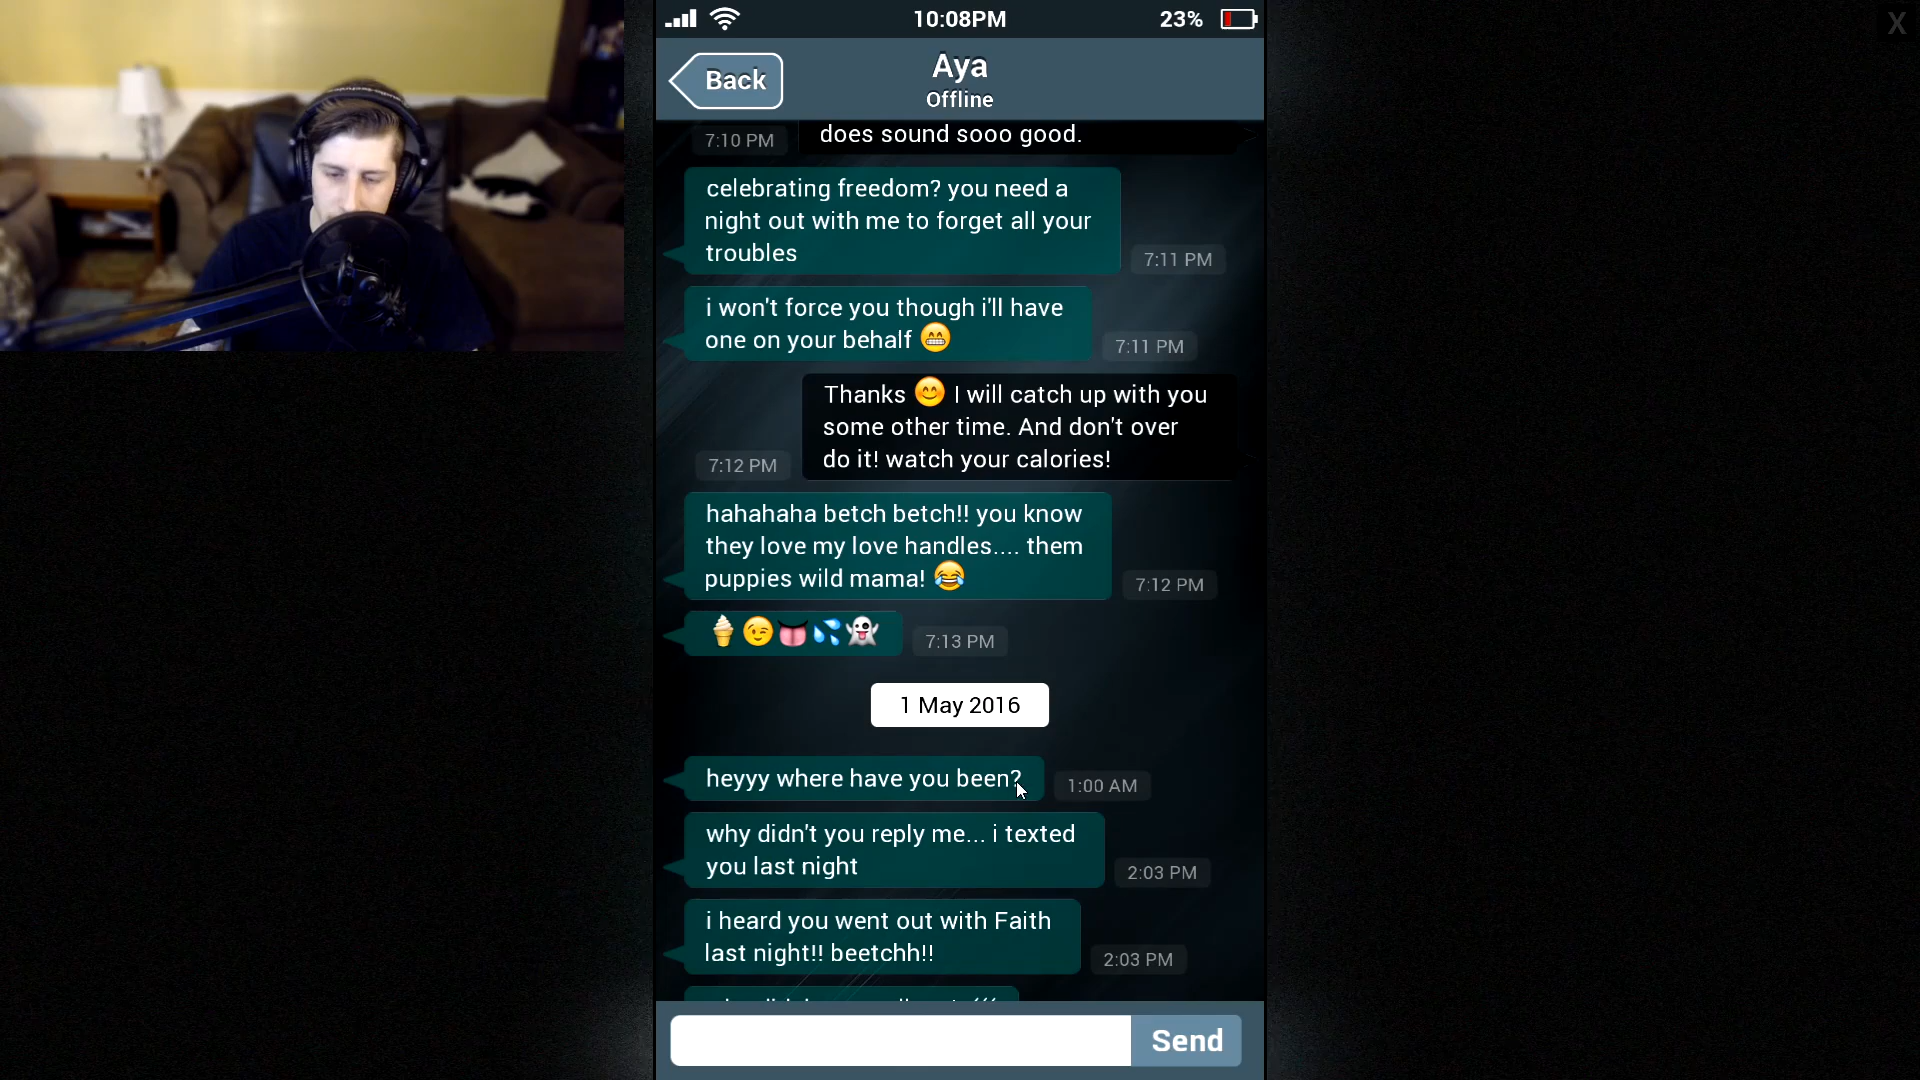 10:08PM
23%
X
Back
Aya
Offline
does sound sooo good.
7:10 PM
celebrating freedom? you need a
night out with me to forget all your
troubles
7:11 PM
i won't force you though i'll have
one on your behalf 😁
7:11 PM
Thanks 😊 I will catch up with you
some other time. And don't over
do it! watch your calories!
7:12 PM
hahahaha betch betch!! you know
they love my love handles.... them
puppies wild mama! 😂
7:12 PM
🍦😉👅💦👻
7:13 PM
1 May 2016
heyyy where have you been?
1:00 AM
why didn't you reply me... i texted
you last night
2:03 PM
i heard you went out with Faith
last night!! beetchh!!
2:03 PM
Send